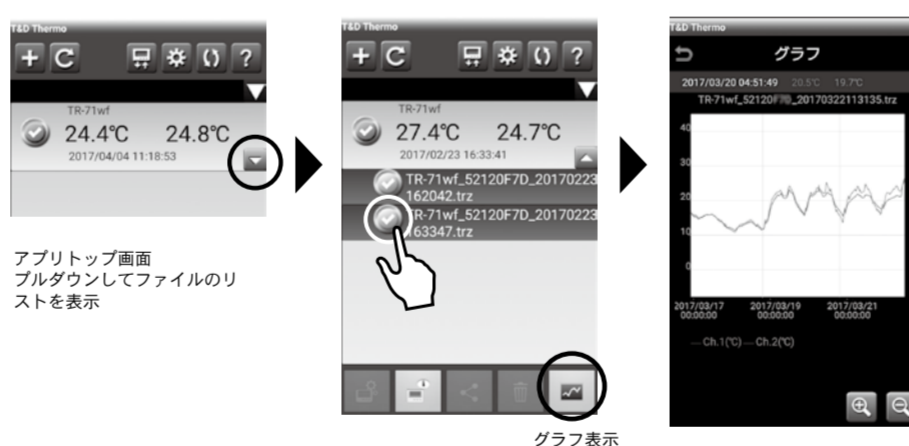 T&D Thermo
?
TR-71wf
24.4℃ 24.8℃
2017/04/04 11:18:53
アプリトップ画面
プルダウンしてファイルのリ
ストを表示
T&D Thermo
?
TR-71wf
27.4℃ 24.7℃
2017/02/23 16:33:41
TR-71wf_52120F7D_20170223
162042.trz
TR-71wf_52120F7D_20170223
163347.trz
グラフ表示
T&D Thermo
グラフ
2017/03/20 04:51:49 20.5℃ 19.7℃
_20170322113135.trz
40
30
20
10
0
2017/03/17 2017/03/19 2017/03/21
00:00:00 00:00:00 00:00:00
Ch.1(℃) Ch.2(℃)